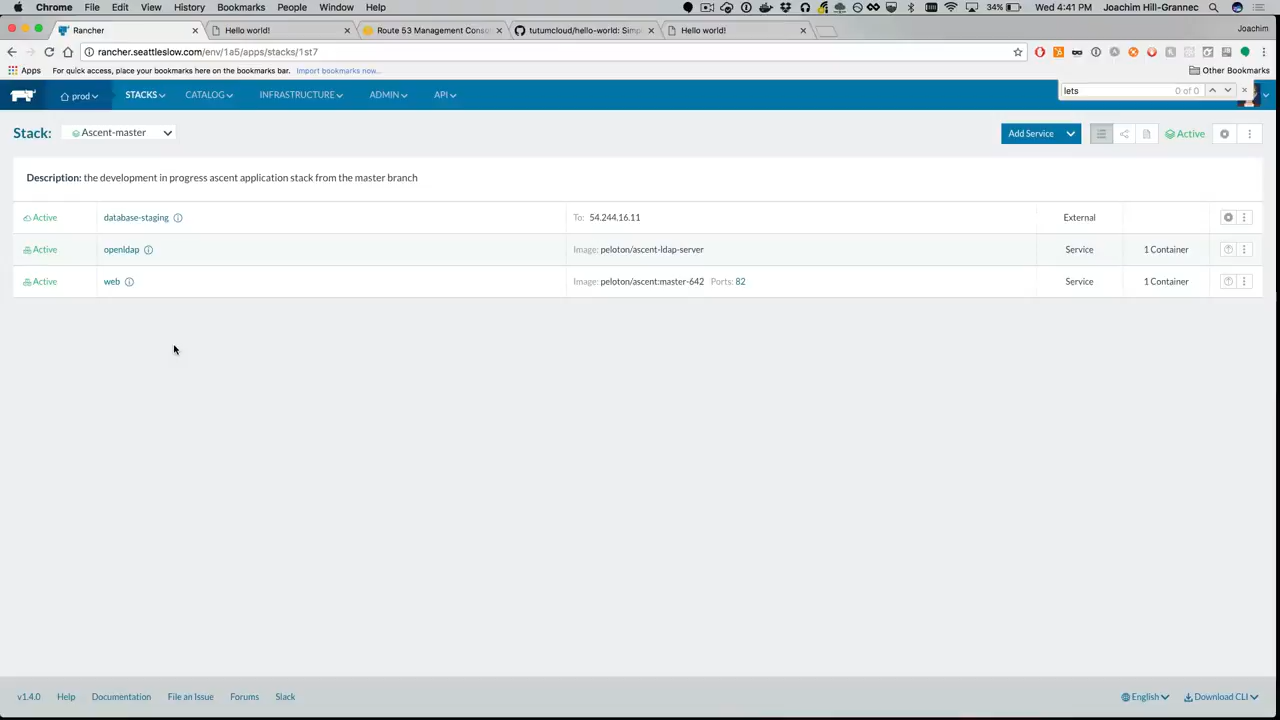 Chrome File Edit View History Bookmarks People Window Help 34% Wed 4:41 PM Joachim Hill-Grannec
Rancher Hello world! Route 53 Management Conso tutumcloud/hello-world: Simp Hello world! Joachim
rancher.seattleslow.com/env/1a5/apps/stacks/1st7
Apps For quick access, place your bookmarks here on the bookmarks bar. Import bookmarks now... Other Bookmarks
lets 0 of 0
prod STACKS CATALOG INFRASTRUCTURE ADMIN API
Stack: Ascent-master Add Service Active
Description: the development in progress ascent application stack from the master branch
Active database-staging To: 54.244.16.11 External
Active openldap Image: peloton/ascent-ldap-server Service 1 Container
Active web Image: peloton/ascent:master-642 Ports: 82 Service 1 Container
v1.4.0 Help Documentation File an Issue Forums Slack English Download CLI